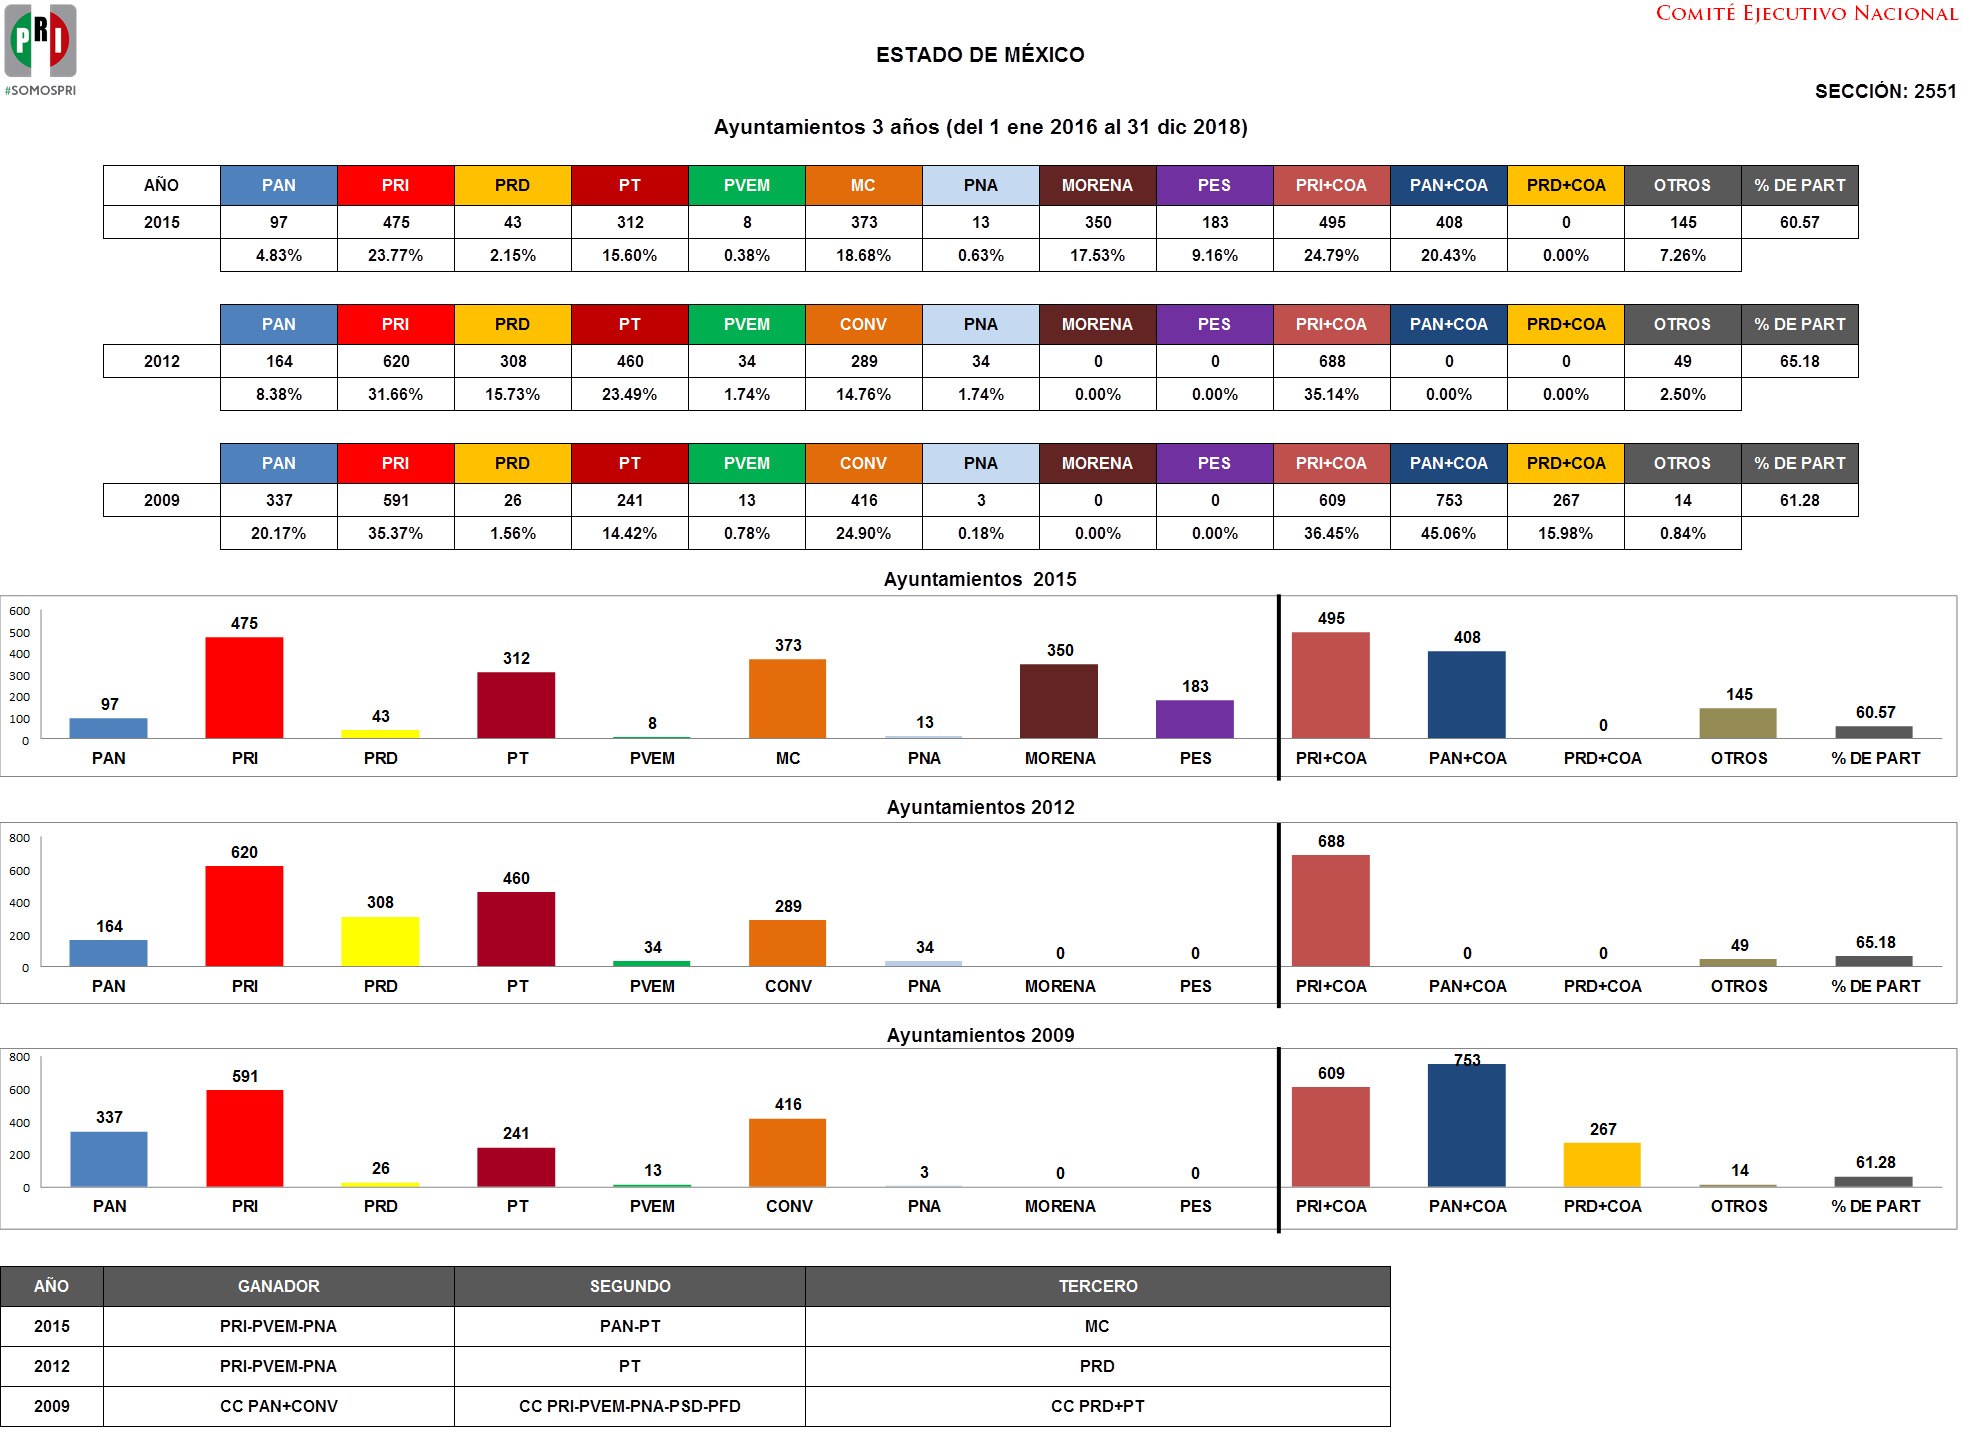 COMITÉ EJECUTIVO NACIONAL
PRI
#SOMOSPRI
ESTADO DE MÉXICO
SECCIÓN: 2551
Ayuntamientos 3 años (del 1 ene 2016 al 31 dic 2018)
AÑO PAN PRI PRD PT PVEM MC PNA MORENA PES PRI+COA PAN+COA PRD+COA OTROS % DE PART
2015 97 475 43 312 8 373 13 350 183 495 408 0 145 60.57
4.83% 23.77% 2.15% 15.60% 0.38% 18.68% 0.63% 17.53% 9.16% 24.79% 20.43% 0.00% 7.26%
PAN PRI PRD PT PVEM CONV PNA MORENA PES PRI+COA PAN+COA PRD+COA OTROS % DE PART
2012 164 620 308 460 34 289 34 0 0 688 0 0 49 65.18
8.38% 31.66% 15.73% 23.49% 1.74% 14.76% 1.74% 0.00% 0.00% 35.14% 0.00% 0.00% 2.50%
PAN PRI PRD PT PVEM CONV PNA MORENA PES PRI+COA PAN+COA PRD+COA OTROS % DE PART
2009 337 591 26 241 13 416 3 0 0 609 753 267 14 61.28
20.17% 35.37% 1.56% 14.42% 0.78% 24.90% 0.18% 0.00% 0.00% 36.45% 45.06% 15.98% 0.84%
Ayuntamientos 2015
600
500
400
300
200
100
0
97 475 43 312 8 373 13 350 183 495 408 0 145 60.57
PAN PRI PRD PT PVEM MC PNA MORENA PES PRI+COA PAN+COA PRD+COA OTROS % DE PART
Ayuntamientos 2012
800
600
400
200
0
164 620 308 460 34 289 34 0 0 688 0 0 49 65.18
PAN PRI PRD PT PVEM CONV PNA MORENA PES PRI+COA PAN+COA PRD+COA OTROS % DE PART
Ayuntamientos 2009
800
600
400
200
0
337 591 26 241 13 416 3 0 0 609 753 267 14 61.28
PAN PRI PRD PT PVEM CONV PNA MORENA PES PRI+COA PAN+COA PRD+COA OTROS % DE PART
AÑO GANADOR SEGUNDO TERCERO
2015 PRI-PVEM-PNA PAN-PT MC
2012 PRI-PVEM-PNA PT PRD
2009 CC PAN+CONV CC PRI-PVEM-PNA-PSD-PFD CC PRD+PT